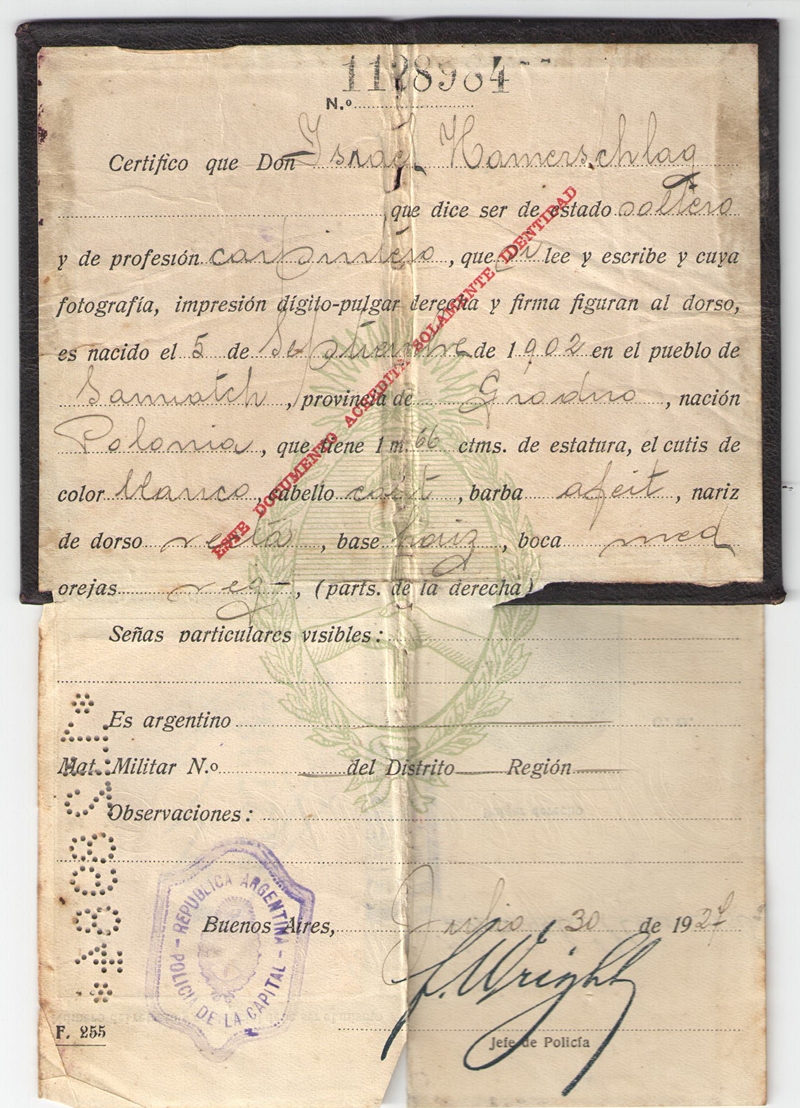 1128984
N.º
Certifico que Don Israel Hamerschlag
que dice ser de estado soltero
y de profesión carpintero, que si lee y escribe y cuya
fotografía, impresión dígito-pulgar derecha y firma figuran al dorso,
es nacido el 5 de Septiembre de 1902 en el pueblo de
, provincia de Grodno, nación
Polonia, que tiene 1 m. 66 ctms. de estatura, el cutis de
color blanco, cabello cast, barba afeit, nariz
de dorso recta, base horiz, boca med
orejas reg-, (parts. de la derecha)
ESTE DOCUMENTO ACREDITA SOLAMENTE IDENTIDAD
Señas particulares visibles:
Es argentino
Mat. Militar N.o del Distrito Región
Observaciones:
Buenos Aires, Julio 30 de 1927
REPUBLICA ARGENTINA - POLICIA DE LA CAPITAL -
J. Wright
Jefe de Policía
F. 255